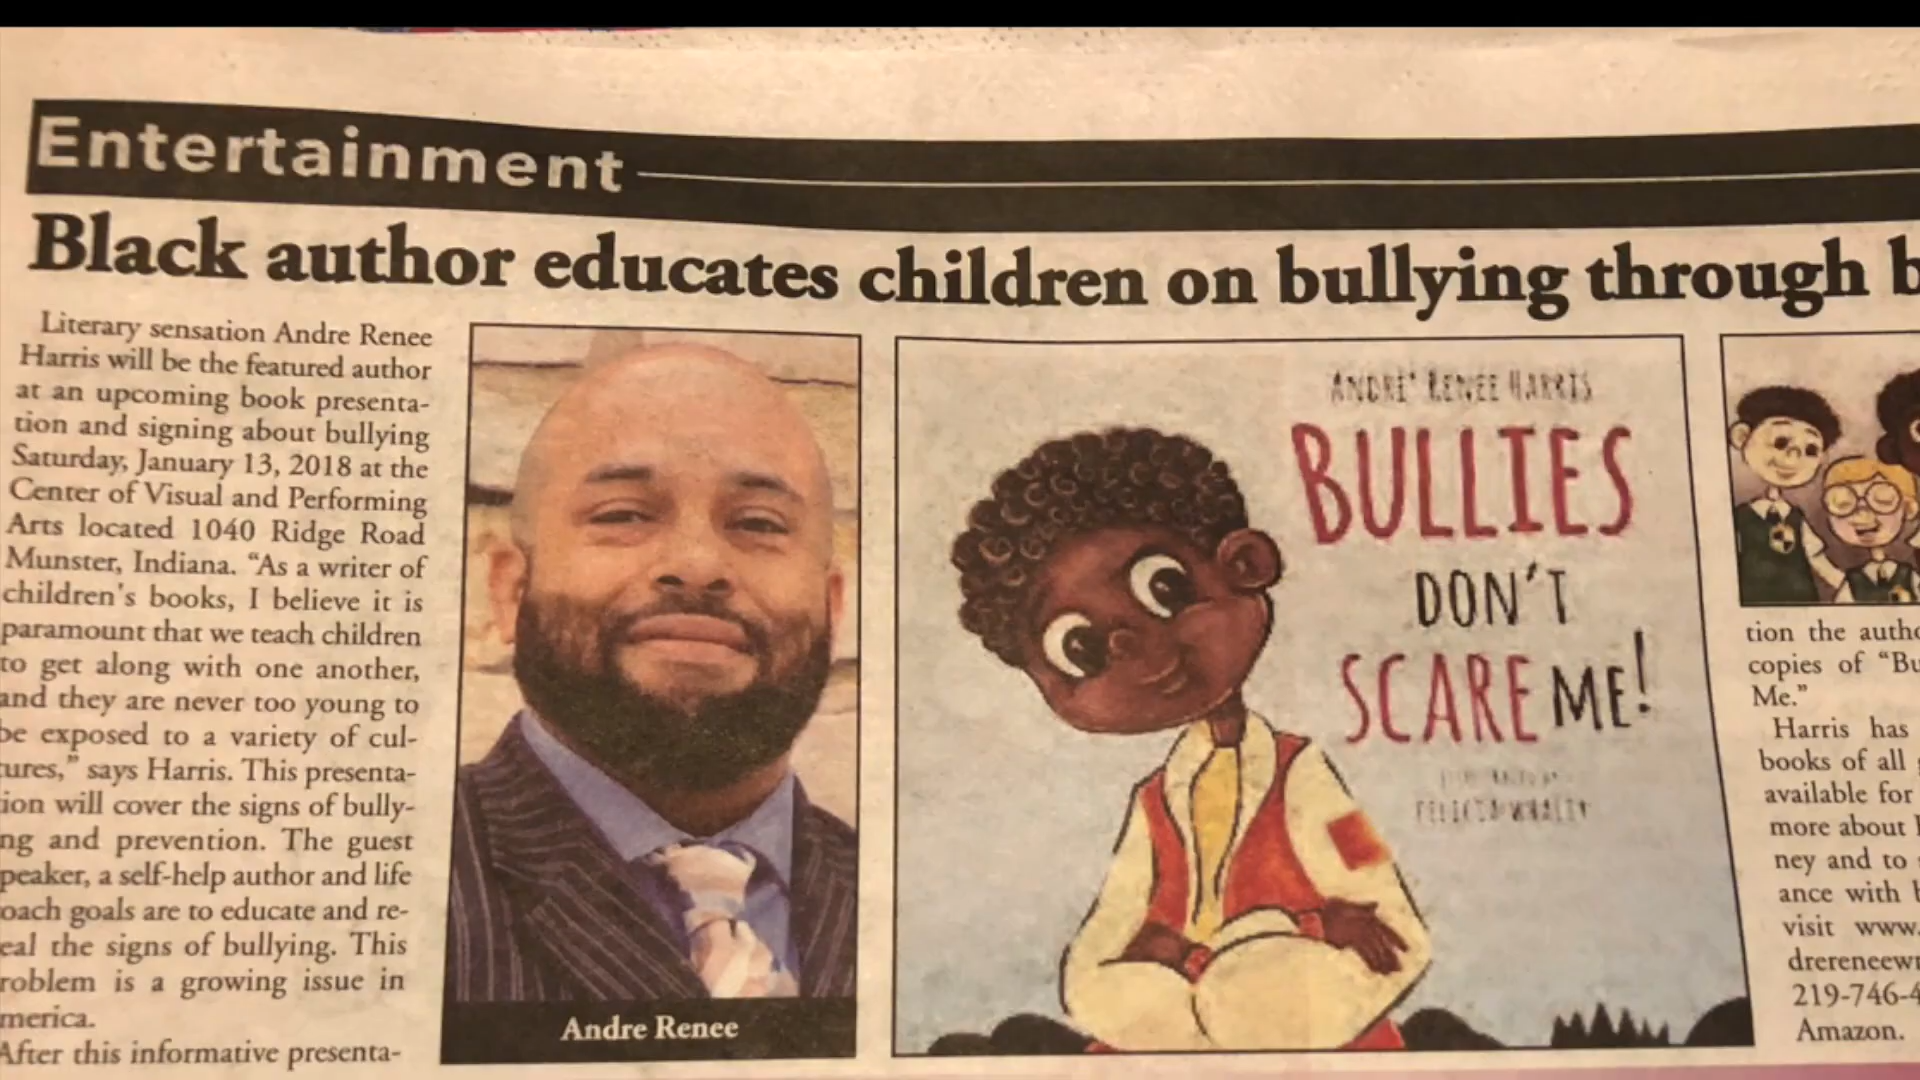 Entertainment
Black author educates children on bullying through b
Literary sensation Andre Renee
Harris will be the featured author
at an upcoming book presenta-
tion and signing about bullying
Saturday, January 13, 2018 at the
Center of Visual and Performing
Arts located 1040 Ridge Road
Munster, Indiana. “As a writer of
children's books, I believe it is
paramount that we teach children
to get along with one another,
and they are never too young to
be exposed to a variety of cul-
tures,” says Harris. This presenta-
ion will cover the signs of bully-
ng and prevention. The guest
peaker, a self-help author and life
oach goals are to educate and re-
eal the signs of bullying. This
roblem is a growing issue in
merica.
After this informative presenta-
Andre Renee
ANDRÉ' RENEE HARRIS
BULLIES
DON'T
SCARE ME!
FELICIA WHALEY
tion the autho
copies of “Bu
Me.”
Harris has
books of all
available for
more about
ney and to
ance with b
visit www.
drereneewr
219-746-4
Amazon.